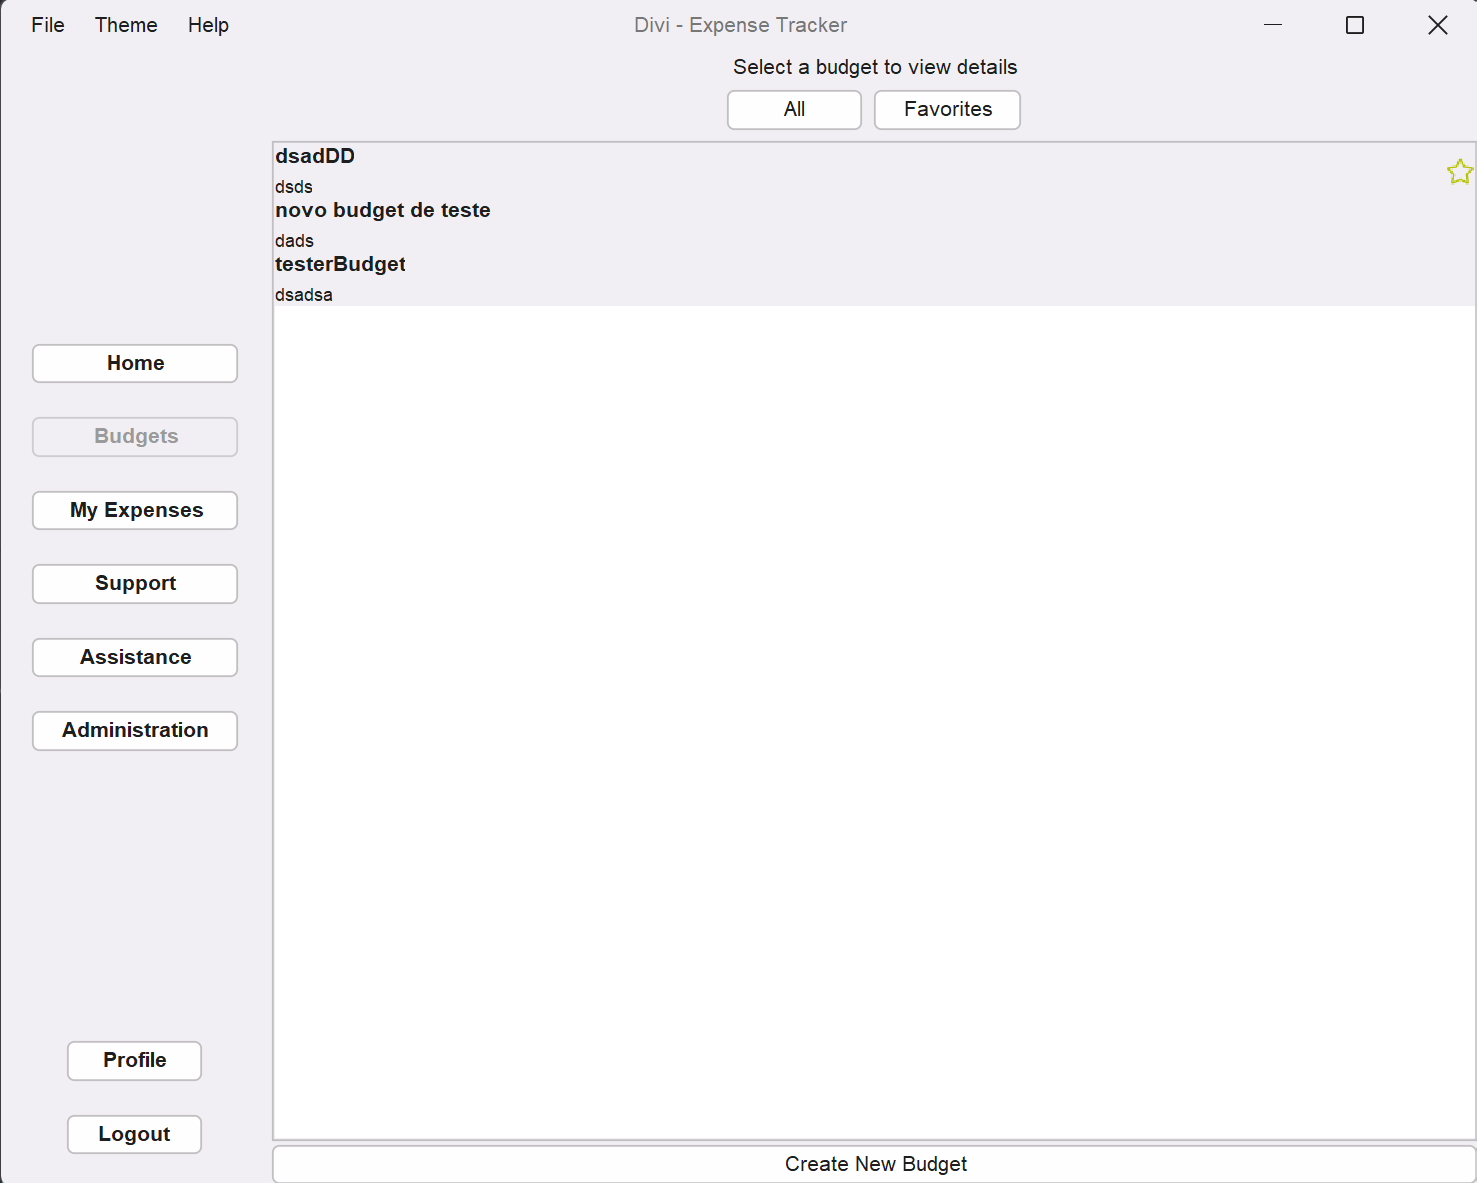 File Theme Help Divi - Expense Tracker
Select a budget to view details
All Favorites
dsadDD
dsds
novo budget de teste
dads
testerBudget
dsadsa
Home
Budgets
My Expenses
Support
Assistance
Administration
Profile
Logout
Create New Budget